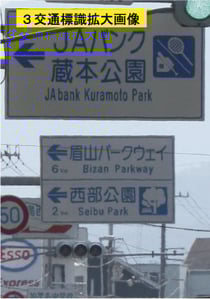 3交通標識拡大画像
JAバンク
蔵本公園
JAbank Kuramoto Park
眉山パークウェイ
6km Bizan Parkway
西部公園
2km Seibu Park
50
ESSO
Express